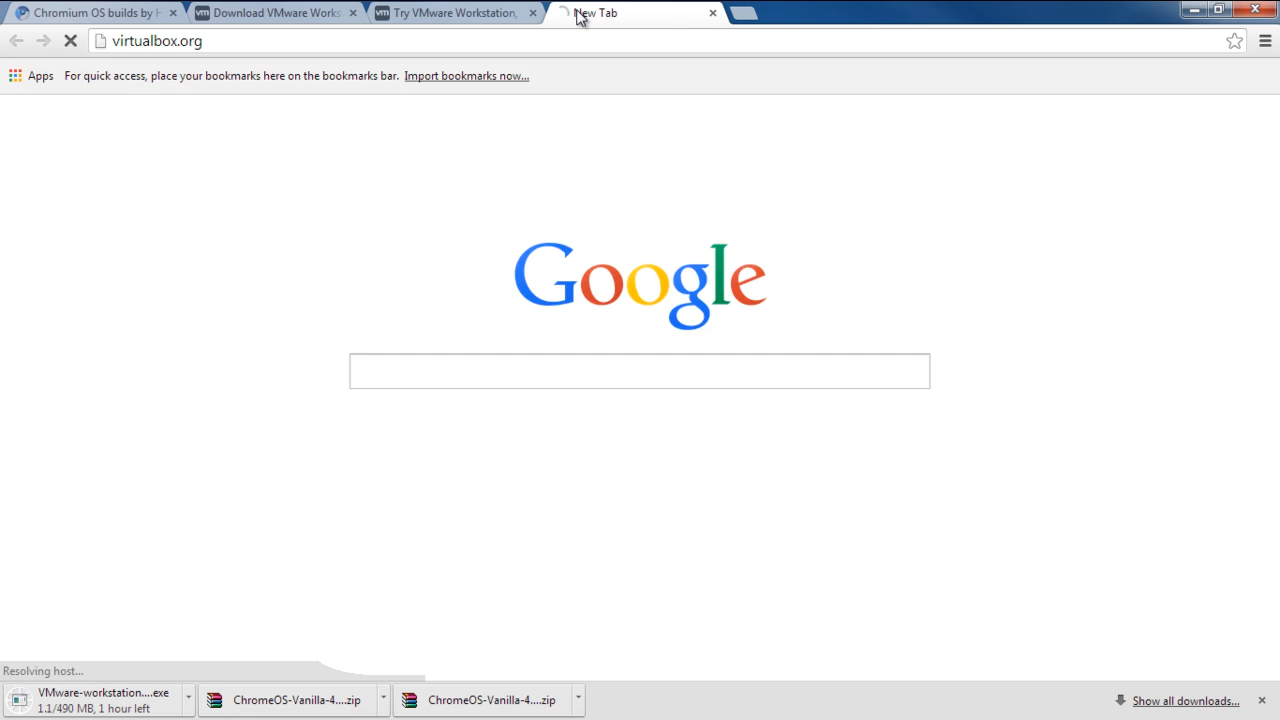 Chromium OS builds by H
Download VMware Works
Try VMware Workstation,
New Tab
virtualbox.org
Apps
For quick access, place your bookmarks here on the bookmarks bar. Import bookmarks now...
Google
Resolving host...
VMware-workstation....exe
1.1/490 MB, 1 hour left
ChromeOS-Vanilla-4....zip
ChromeOS-Vanilla-4....zip
Show all downloads...